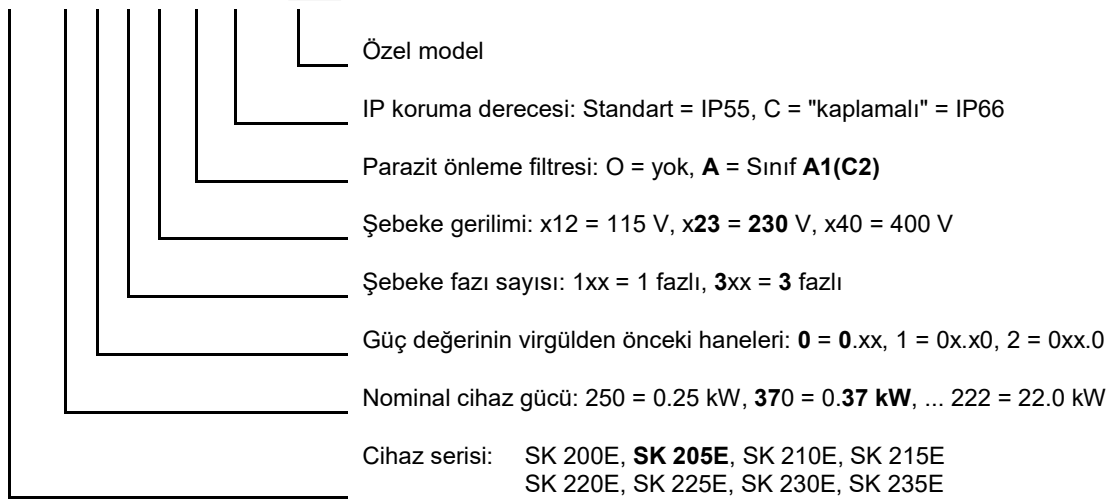 Özel model
IP koruma derecesi: Standart = IP55, C = "kaplamalı" = IP66
Parazit önleme filtresi: O = yok, A = Sınıf A1(C2)
Şebeke gerilimi: x12 = 115 V, x23 = 230 V, x40 = 400 V
Şebeke fazı sayısı: 1xx = 1 fazlı, 3xx = 3 fazlı
Güç değerinin virgülden önceki haneleri: 0 = 0.xx, 1 = 0x.x0, 2 = 0xx.0
Nominal cihaz gücü: 250 = 0.25 kW, 370 = 0.37 kW, ... 222 = 22.0 kW
Cihaz serisi: SK 200E, SK 205E, SK 210E, SK 215E
SK 220E, SK 225E, SK 230E, SK 235E